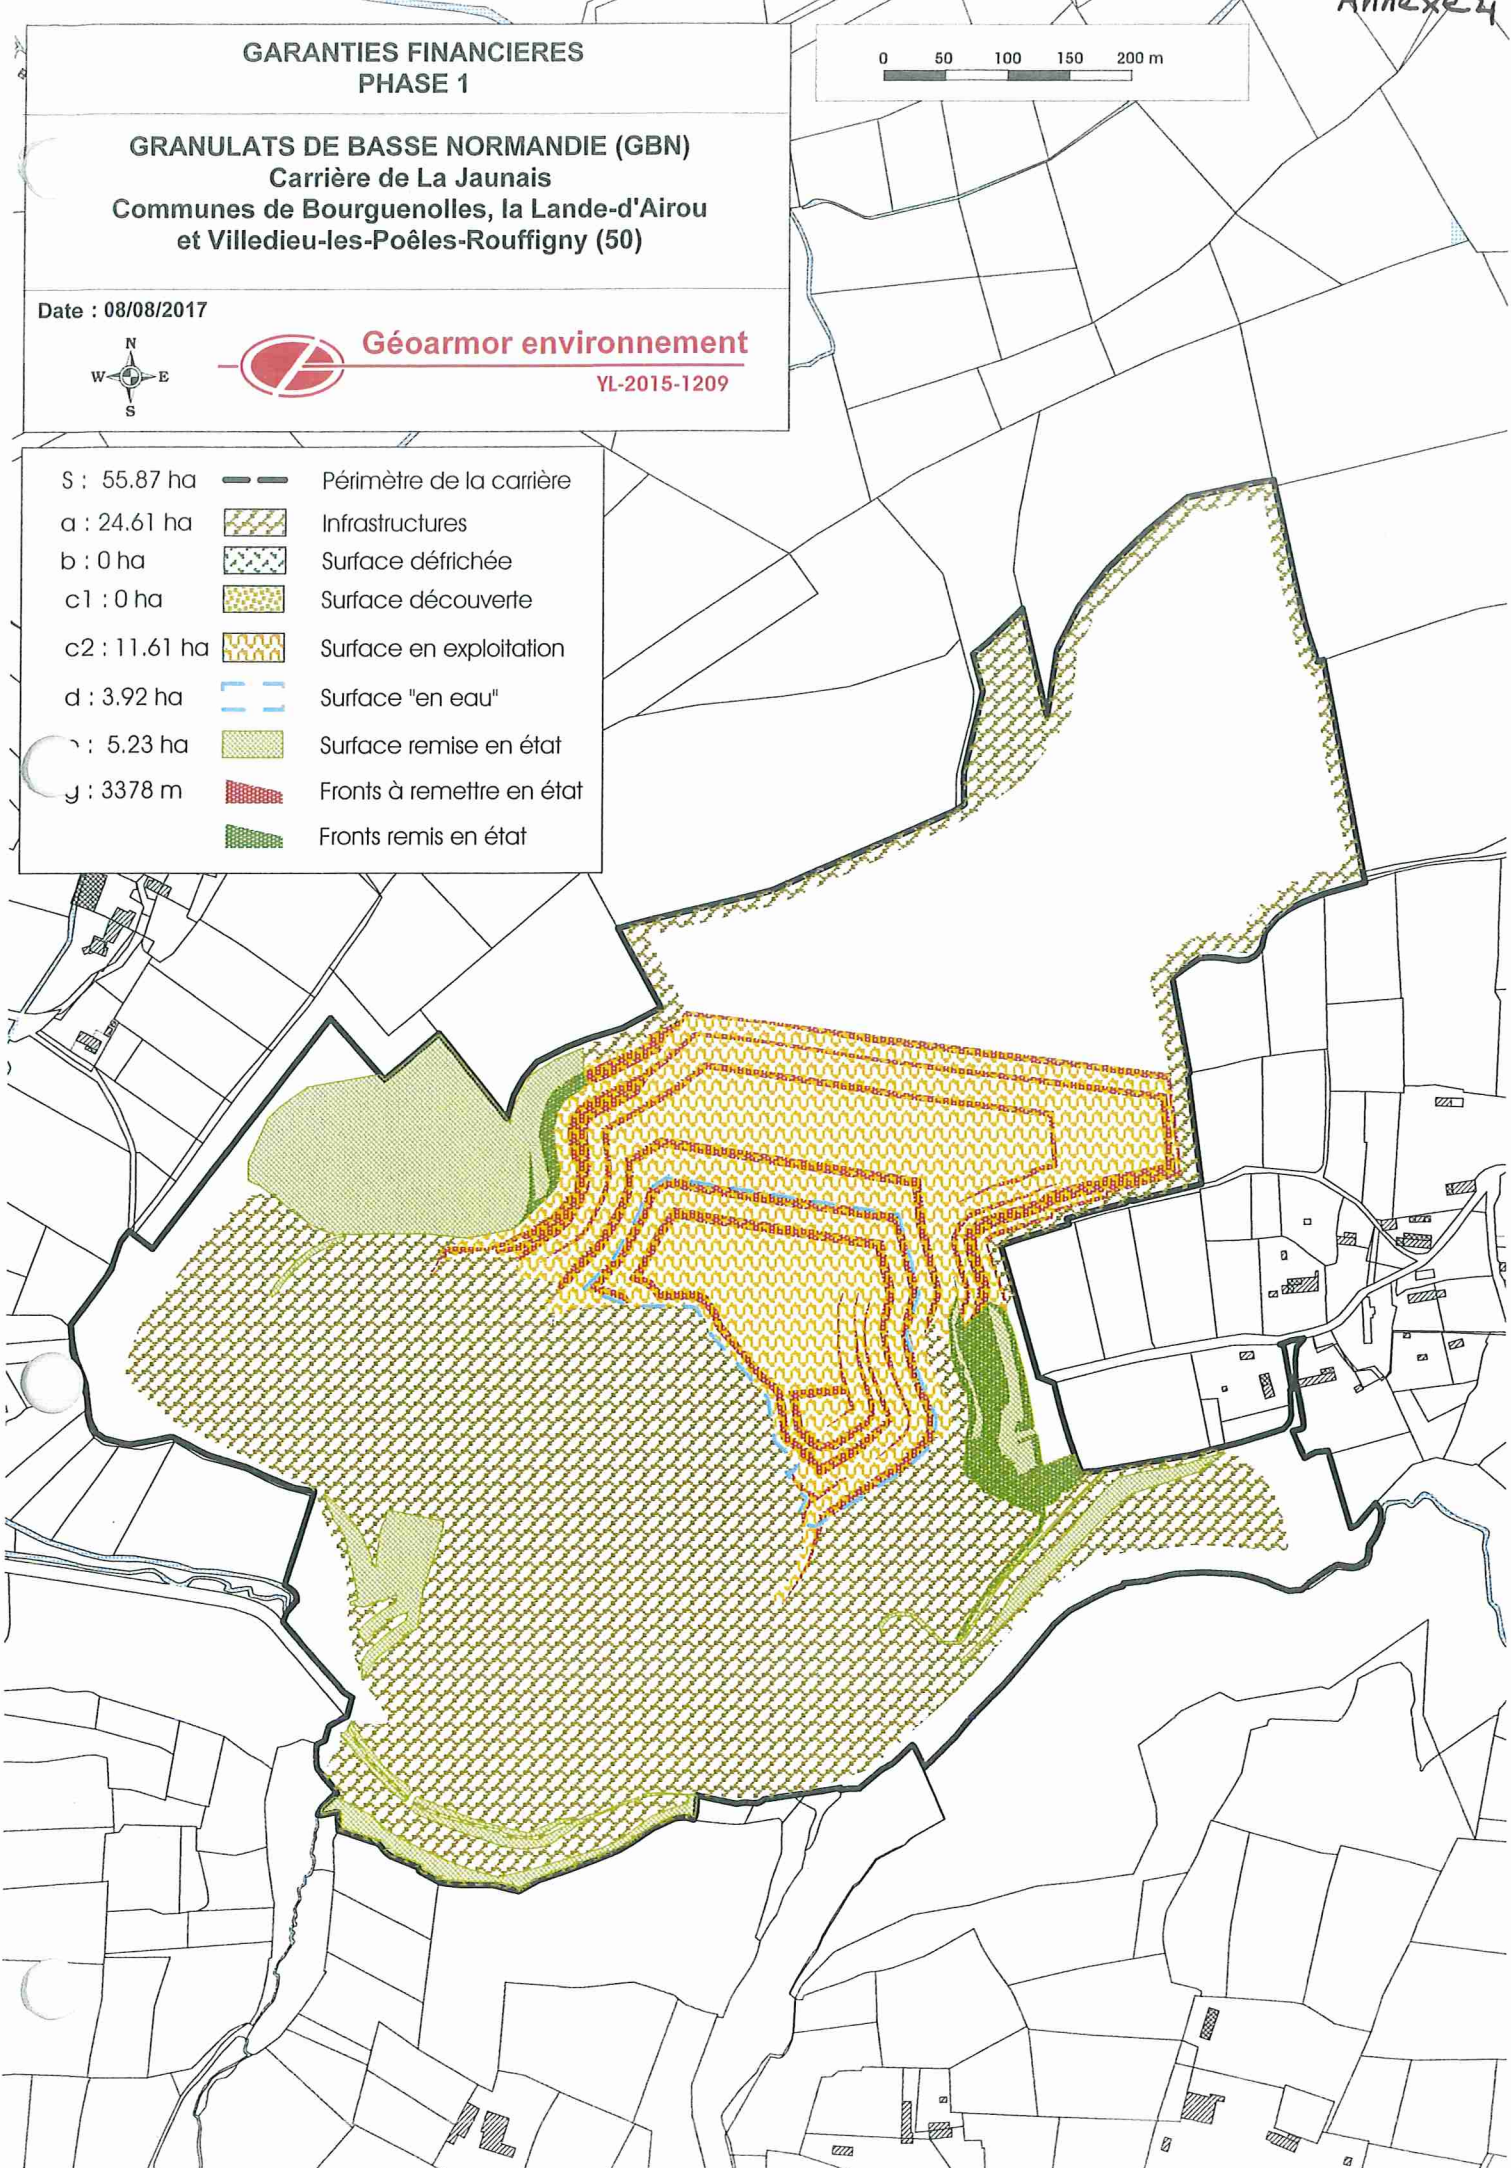 Annexe 4
GARANTIES FINANCIERES
PHASE 1
0 50 100 150 200 m
GRANULATS DE BASSE NORMANDIE (GBN)
Carrière de La Jaunais
Communes de Bourguenolles, la Lande-d'Airou
et Villedieu-les-Poêles-Rouffigny (50)
Date : 08/08/2017
N
W E
S
Géoarmor environnement
YL-2015-1209
S : 55.87 ha Périmètre de la carrière
a : 24.61 ha Infrastructures
b : 0 ha Surface défrichée
c1 : 0 ha Surface découverte
c2 : 11.61 ha Surface en exploitation
d : 3.92 ha Surface "en eau"
: 5.23 ha Surface remise en état
: 3378 m Fronts à remettre en état
Fronts remis en état